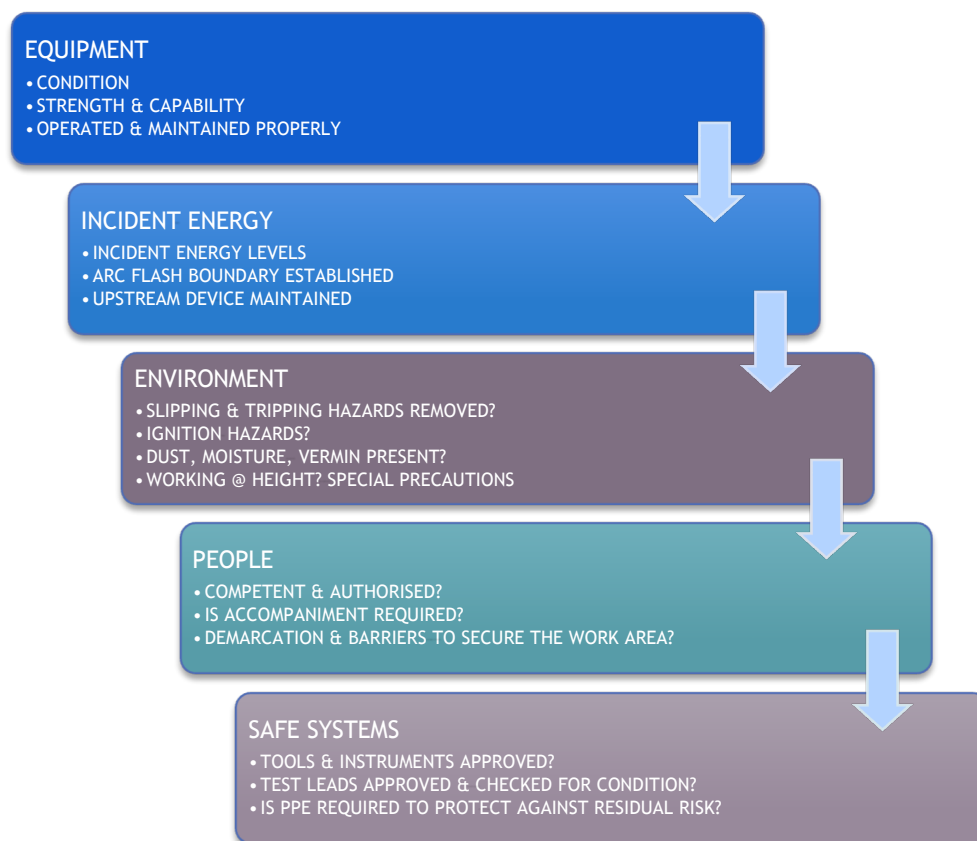 EQUIPMENT
• CONDITION
• STRENGTH & CAPABILITY
• OPERATED & MAINTAINED PROPERLY
INCIDENT ENERGY
• INCIDENT ENERGY LEVELS
• ARC FLASH BOUNDARY ESTABLISHED
• UPSTREAM DEVICE MAINTAINED
ENVIRONMENT
• SLIPPING & TRIPPING HAZARDS REMOVED?
• IGNITION HAZARDS?
• DUST, MOISTURE, VERMIN PRESENT?
• WORKING @ HEIGHT? SPECIAL PRECAUTIONS
PEOPLE
• COMPETENT & AUTHORISED?
• IS ACCOMPANIMENT REQUIRED?
• DEMARCATION & BARRIERS TO SECURE THE WORK AREA?
SAFE SYSTEMS
• TOOLS & INSTRUMENTS APPROVED?
• TEST LEADS APPROVED & CHECKED FOR CONDITION?
• IS PPE REQUIRED TO PROTECT AGAINST RESIDUAL RISK?